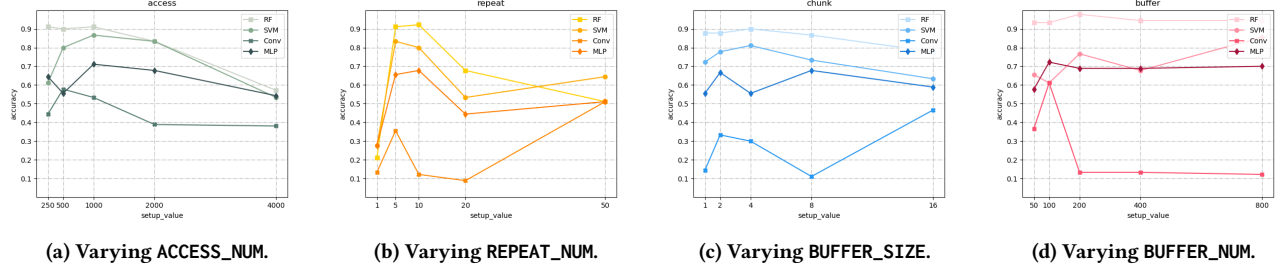 access
accuracy
0.9
0.8
0.7
0.6
0.5
0.4
0.3
0.2
0.1
250 500 1000 2000 4000
setup_value
RF
SVM
Conv
MLP
(a) Varying ACCESS_NUM.
repeat
accuracy
0.9
0.8
0.7
0.6
0.5
0.4
0.3
0.2
0.1
1 5 10 20 50
setup_value
RF
SVM
Conv
MLP
(b) Varying REPEAT_NUM.
chunk
accuracy
0.9
0.8
0.7
0.6
0.5
0.4
0.3
0.2
0.1
1 2 4 8 16
setup_value
RF
SVM
Conv
MLP
(c) Varying BUFFER_SIZE.
buffer
accuracy
0.9
0.8
0.7
0.6
0.5
0.4
0.3
0.2
0.1
50 100 200 400 800
setup_value
RF
SVM
Conv
MLP
(d) Varying BUFFER_NUM.